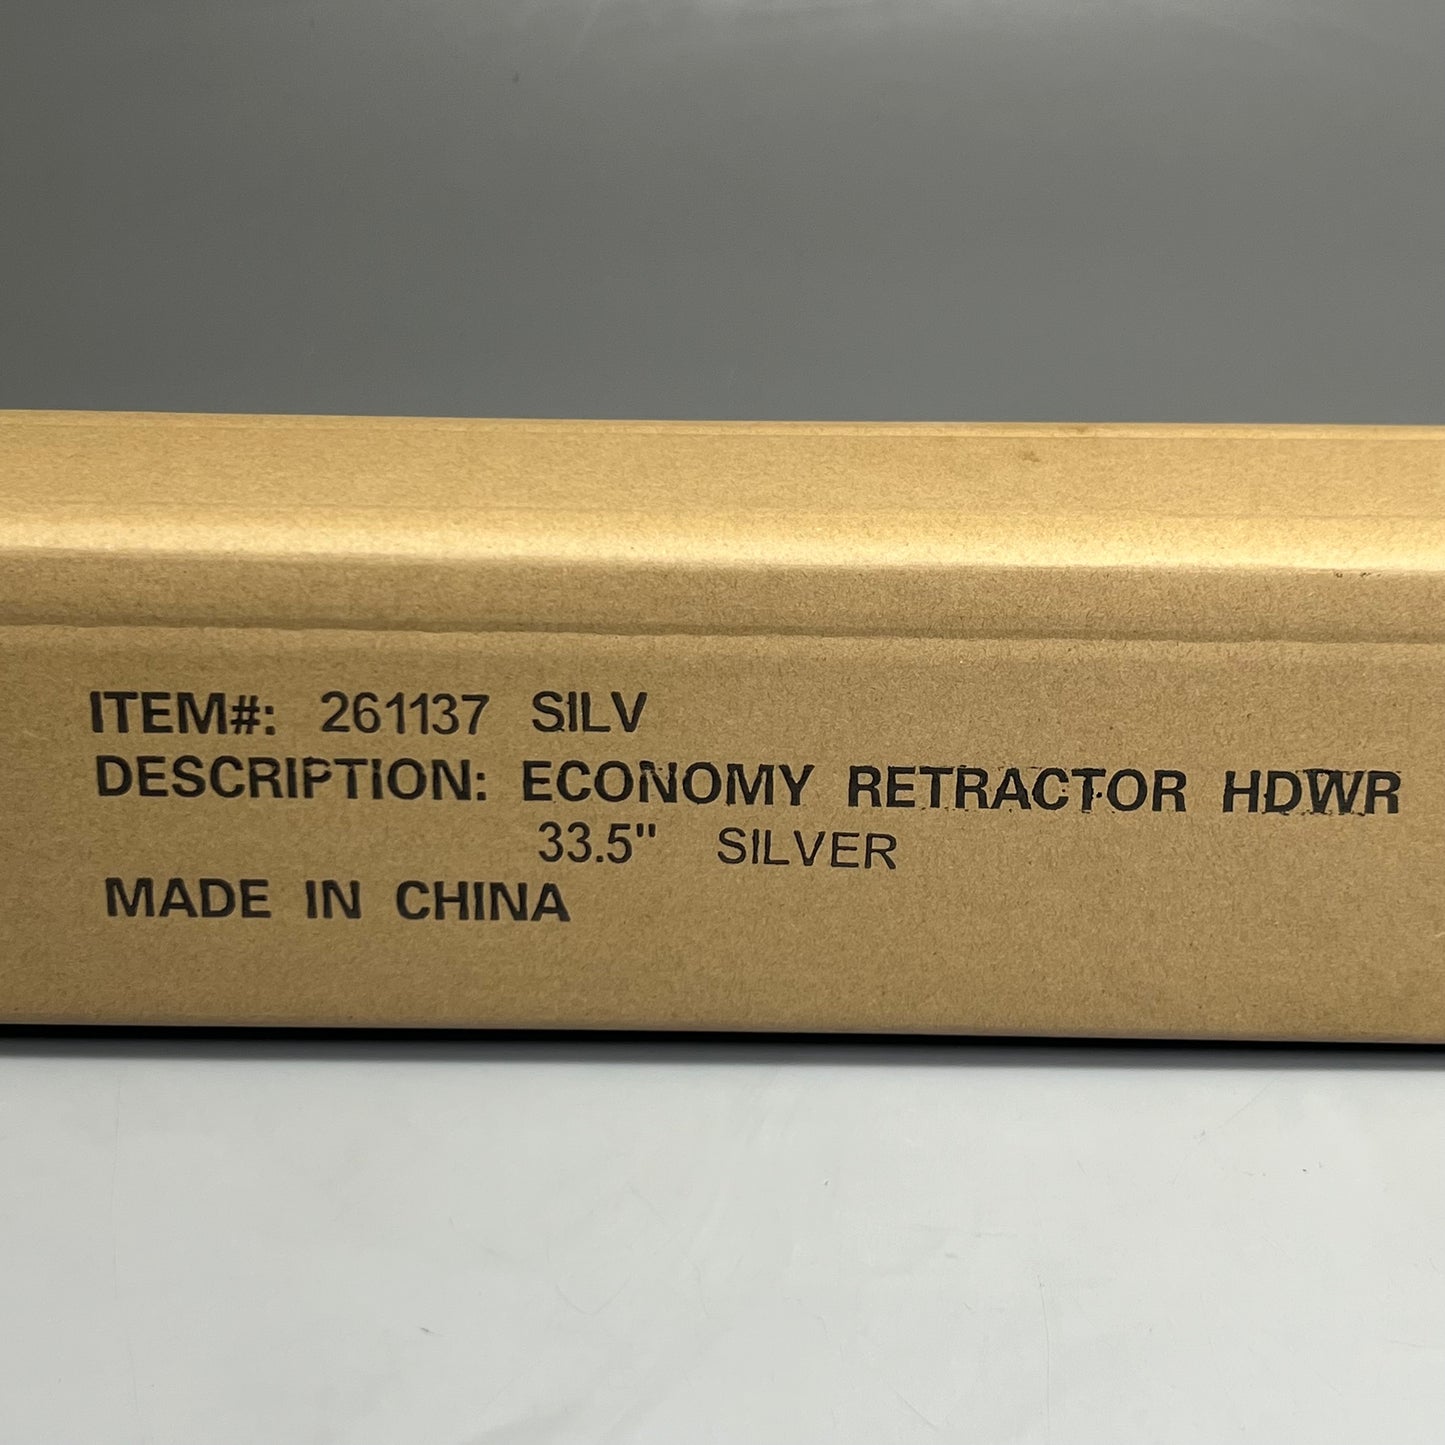 ITEM#: 261137 SILV
DESCRIPTION: ECONOMY RETRACTOR HDWR
33.5" SILVER
MADE IN CHINA